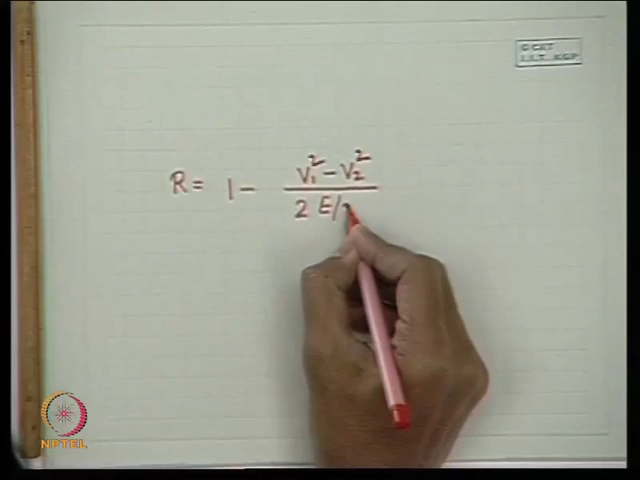 C CET
I.I.T. KGP
R = 1 - (V₁² - V₂²) / (2 E/
NPTEL